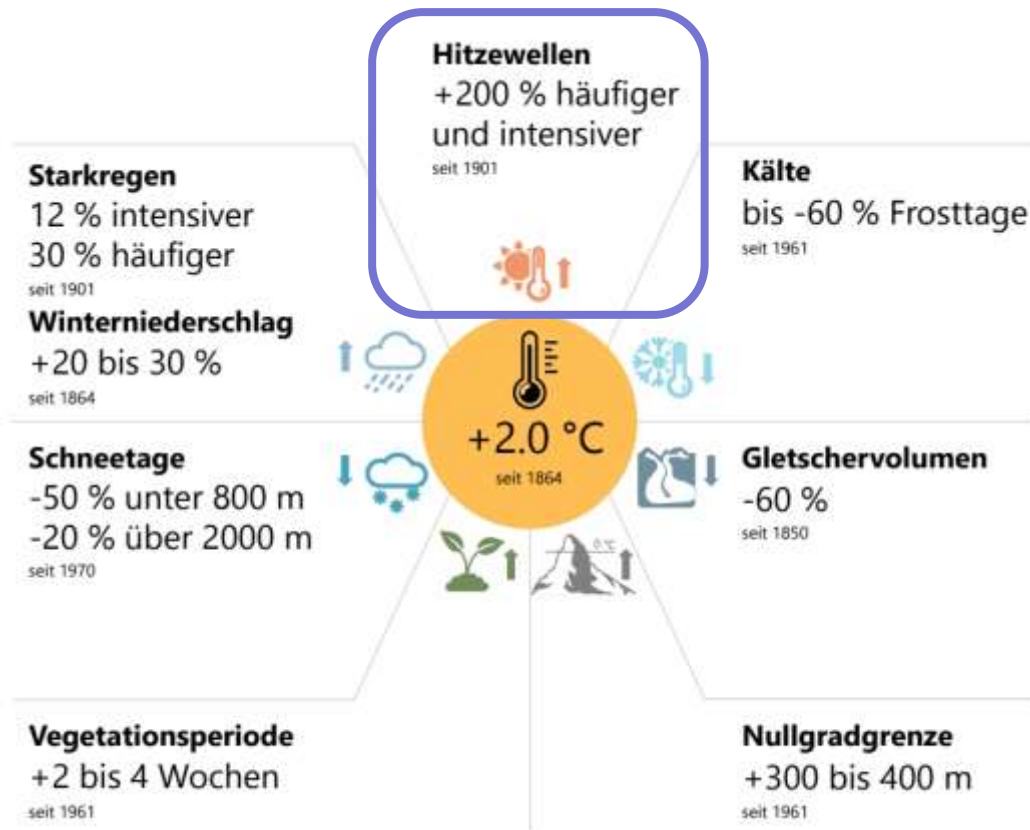 Hitzewellen
+200 % häufiger
und intensiver
seit 1901
Starkregen
12 % intensiver
30 % häufiger
seit 1901
Winterniederschlag
+20 bis 30 %
seit 1864
Kälte
bis -60 % Frosttage
seit 1961
+2.0 °C
seit 1864
Schneetage
-50 % unter 800 m
-20 % über 2000 m
seit 1970
Gletschervolumen
-60 %
seit 1850
Vegetationsperiode
+2 bis 4 Wochen
seit 1961
Nullgradgrenze
+300 bis 400 m
seit 1961